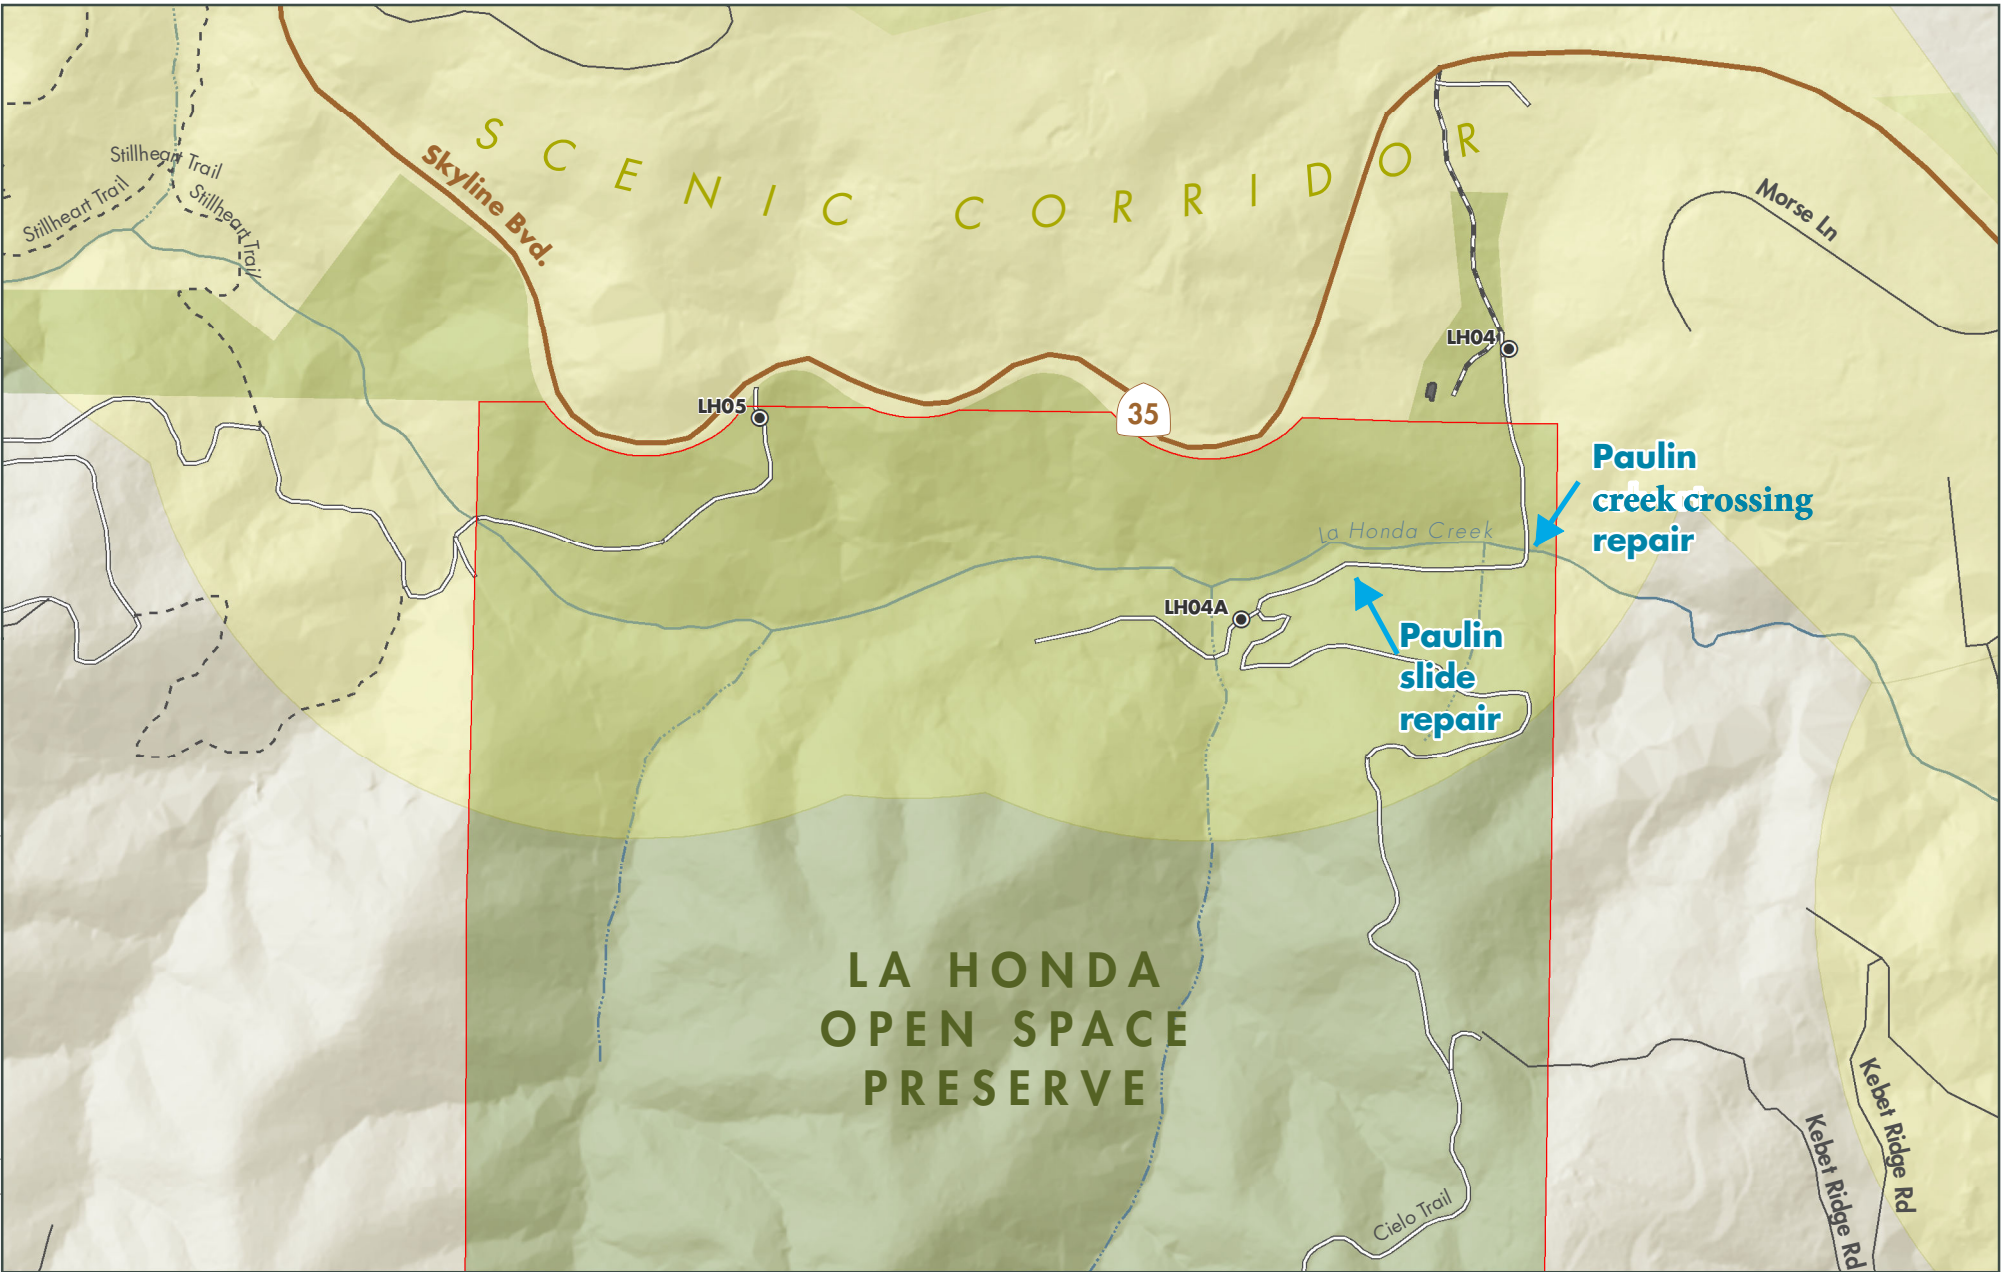 SCENIC CORRIDOR
Stillheart Trail
Stillheart Trail
Stillheart Trail
Skyline Bvd.
Morse Ln
LH04
LH05
35
Paulin
creek crossing
repair
La Honda Creek
LH04A
Paulin
slide
repair
LA HONDA
OPEN SPACE
PRESERVE
Kebet Ridge Rd
Kebet Ridge Rd
Cielo Trail